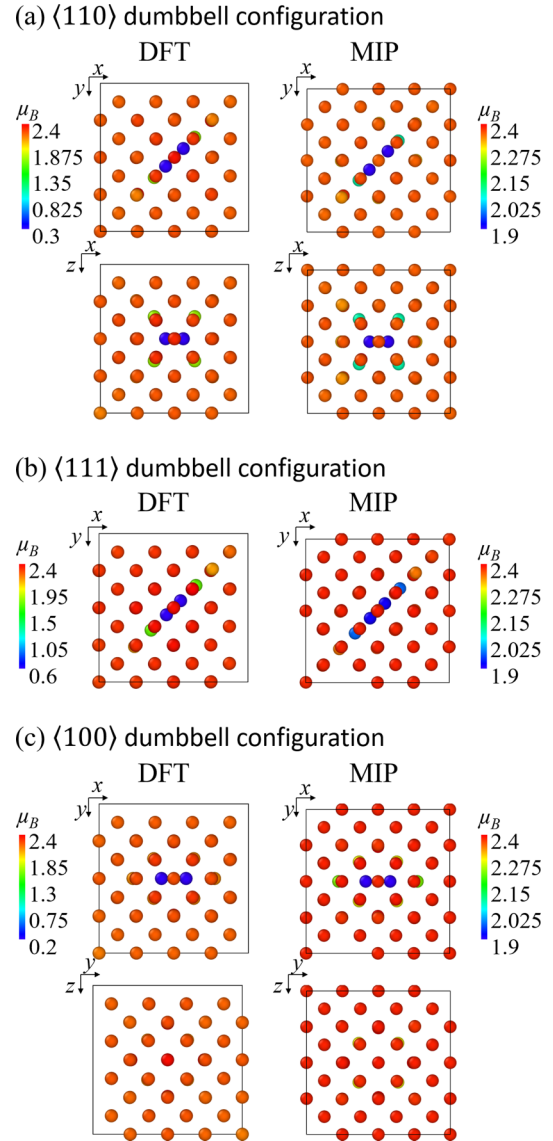 (a) ⟨110⟩ dumbbell configuration
DFT MIP
x x
y y
μB μB
2.4 2.4
1.875 2.275
1.35 2.15
0.825 2.025
0.3 1.9
x x
z z
(b) ⟨111⟩ dumbbell configuration
DFT MIP
x x
y y
μB μB
2.4 2.4
1.95 2.275
1.5 2.15
1.05 2.025
0.6 1.9
(c) ⟨100⟩ dumbbell configuration
DFT MIP
x x
y y
μB μB
2.4 2.4
1.85 2.275
1.3 2.15
0.75 2.025
0.2 1.9
y y
z z